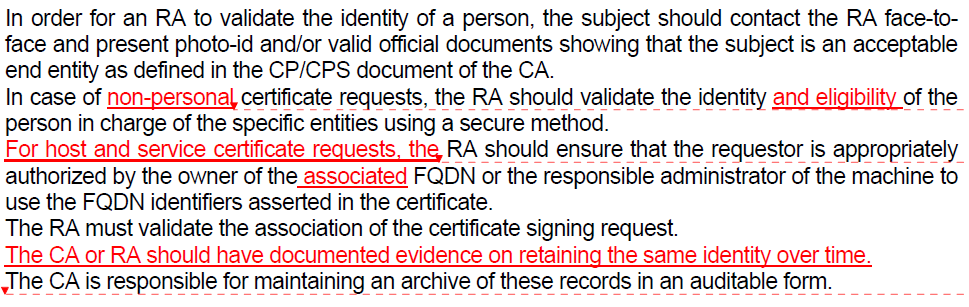 In order for an RA to validate the identity of a person, the subject should contact the RA face-to-
face and present photo-id and/or valid official documents showing that the subject is an acceptable
end entity as defined in the CP/CPS document of the CA.
In case of non-personal certificate requests, the RA should validate the identity and eligibility of the
person in charge of the specific entities using a secure method.
For host and service certificate requests, the RA should ensure that the requestor is appropriately
authorized by the owner of the associated FQDN or the responsible administrator of the machine to
use the FQDN identifiers asserted in the certificate.
The RA must validate the association of the certificate signing request.
The CA or RA should have documented evidence on retaining the same identity over time.
The CA is responsible for maintaining an archive of these records in an auditable form.